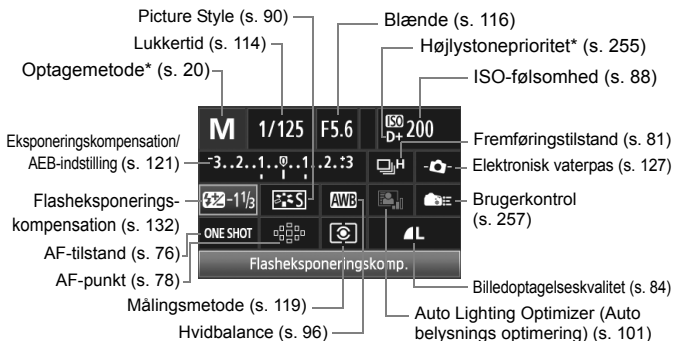 Picture Style (s. 90)
Blænde (s. 116)
Lukkertid (s. 114)
Højlystoneprioritet* (s. 255)
Optagemetode* (s. 20)
ISO-følsomhed (s. 88)
M 1/125 F5.6 ISO D+ 200
Eksponeringskompensation/
AEB-indstilling (s. 121)
-3..2..1..0..1..2.+3
H
Fremføringstilstand (s. 81)
Elektronisk vaterpas (s. 127)
Flasheksponerings-
kompensation (s. 132)
-1 1/3
S
AWB
Brugerkontrol
(s. 257)
AF-tilstand (s. 76)
ONE SHOT
L
AF-punkt (s. 78)
Flasheksponeringskomp.
Billedoptagelseskvalitet (s. 84)
Målingsmetode (s. 119)
Auto Lighting Optimizer (Auto
belysnings optimering) (s. 101)
Hvidbalance (s. 96)